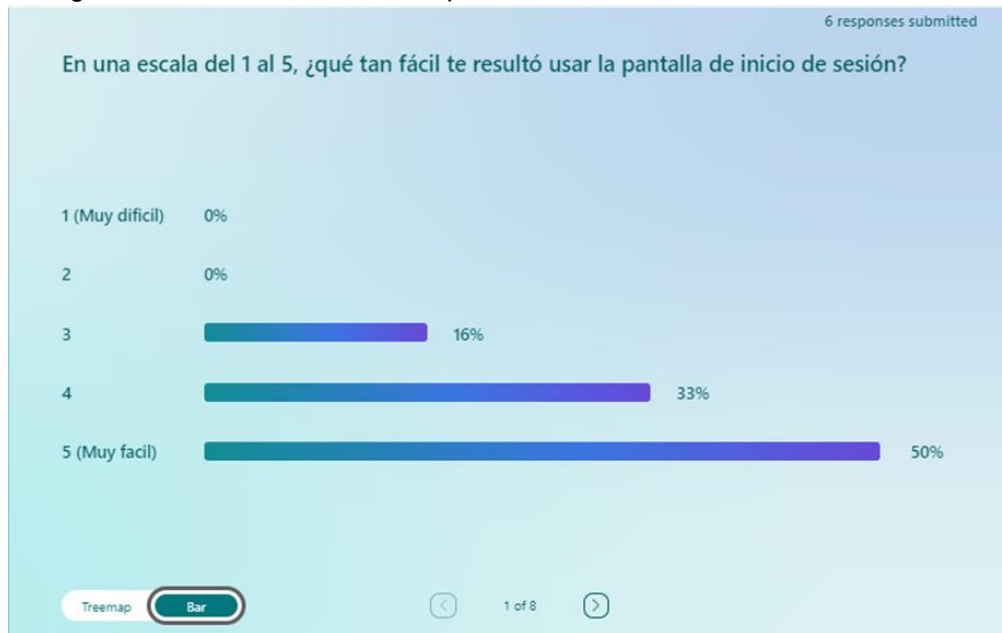 6 responses submitted
En una escala del 1 al 5, ¿qué tan fácil te resultó usar la pantalla de inicio de sesión?
1 (Muy dificil) 0%
2 0%
3 16%
4 33%
5 (Muy facil) 50%
Treemap Bar 1 of 8